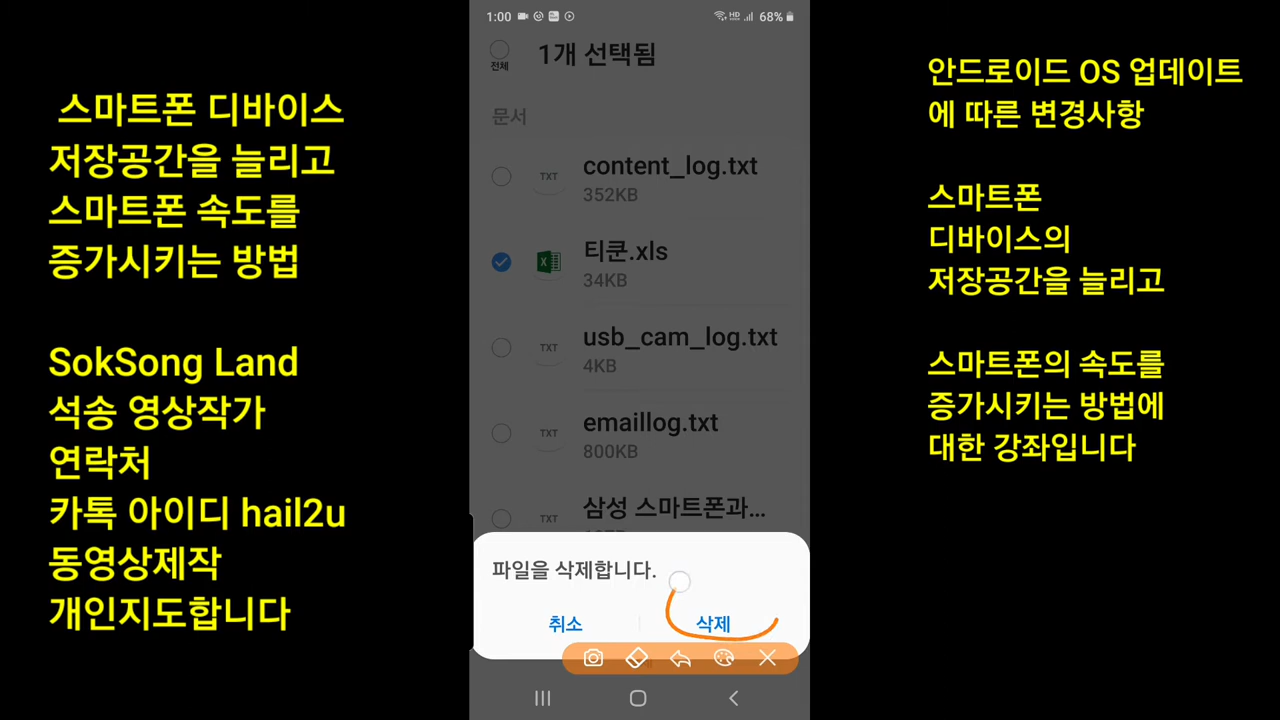 스마트폰 디바이스
저장공간을 늘리고
스마트폰 속도를
증가시키는 방법
SokSong Land
석송 영상작가
연락처
카톡 아이디 hail2u
동영상제작
개인지도합니다
1:00
HD
68%
전체
1개 선택됨
문서
TXT
content_log.txt
352KB
티쿤.xls
34KB
TXT
usb_cam_log.txt
4KB
TXT
emaillog.txt
800KB
TXT
삼성 스마트폰과...
파일을 삭제합니다.
취소
삭제
안드로이드 OS 업데이트
에 따른 변경사항
스마트폰
디바이스의
저장공간을 늘리고
스마트폰의 속도를
증가시키는 방법에
대한 강좌입니다